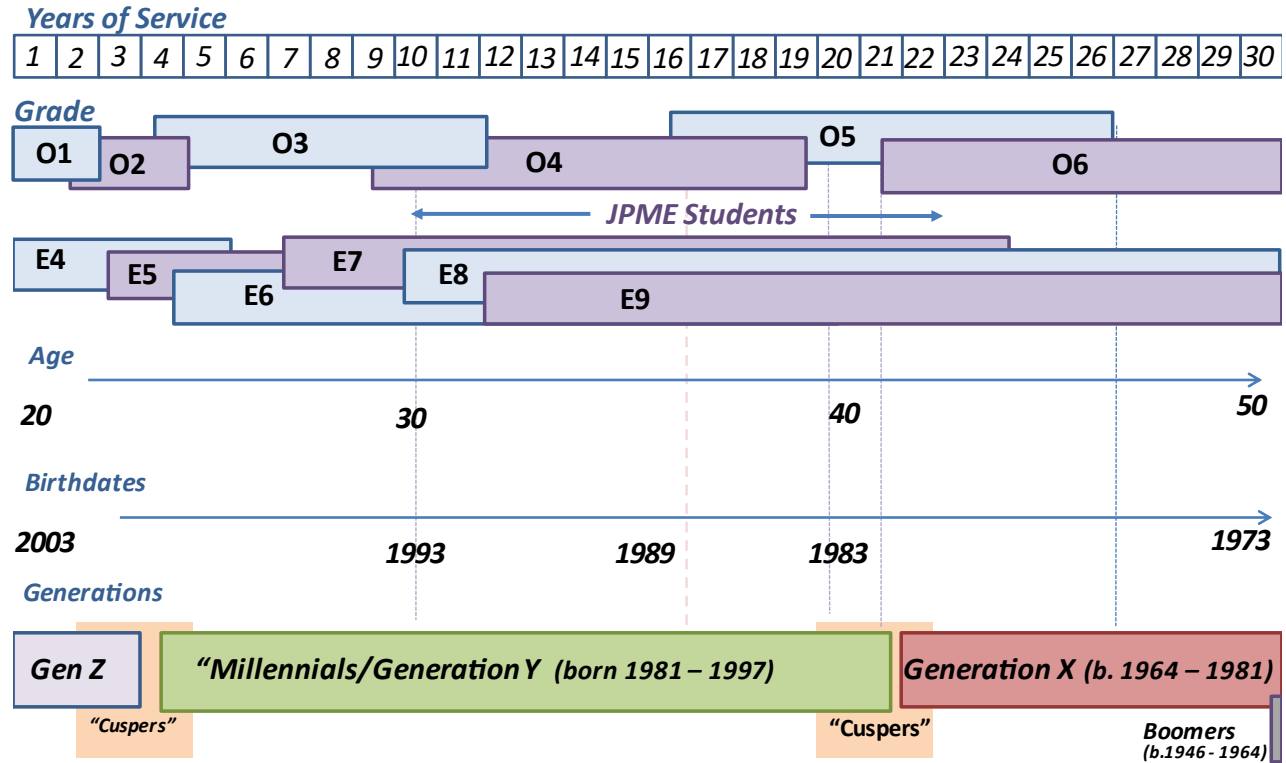 Years of Service
1 2 3 4 5 6 7 8 9 10 11 12 13 14 15 16 17 18 19 20 21 22 23 24 25 26 27 28 29 30
Grade
O1 O2 O3 O4 O5 O6
JPME Students
E4 E5 E6 E7 E8 E9
Age
20 30 40 50
Birthdates
2003 1993 1989 1983 1973
Generations
Gen Z
“Millennials/Generation Y (born 1981 – 1997)
Generation X (b. 1964 – 1981)
“Cuspers”
“Cuspers”
Boomers
(b.1946 - 1964)